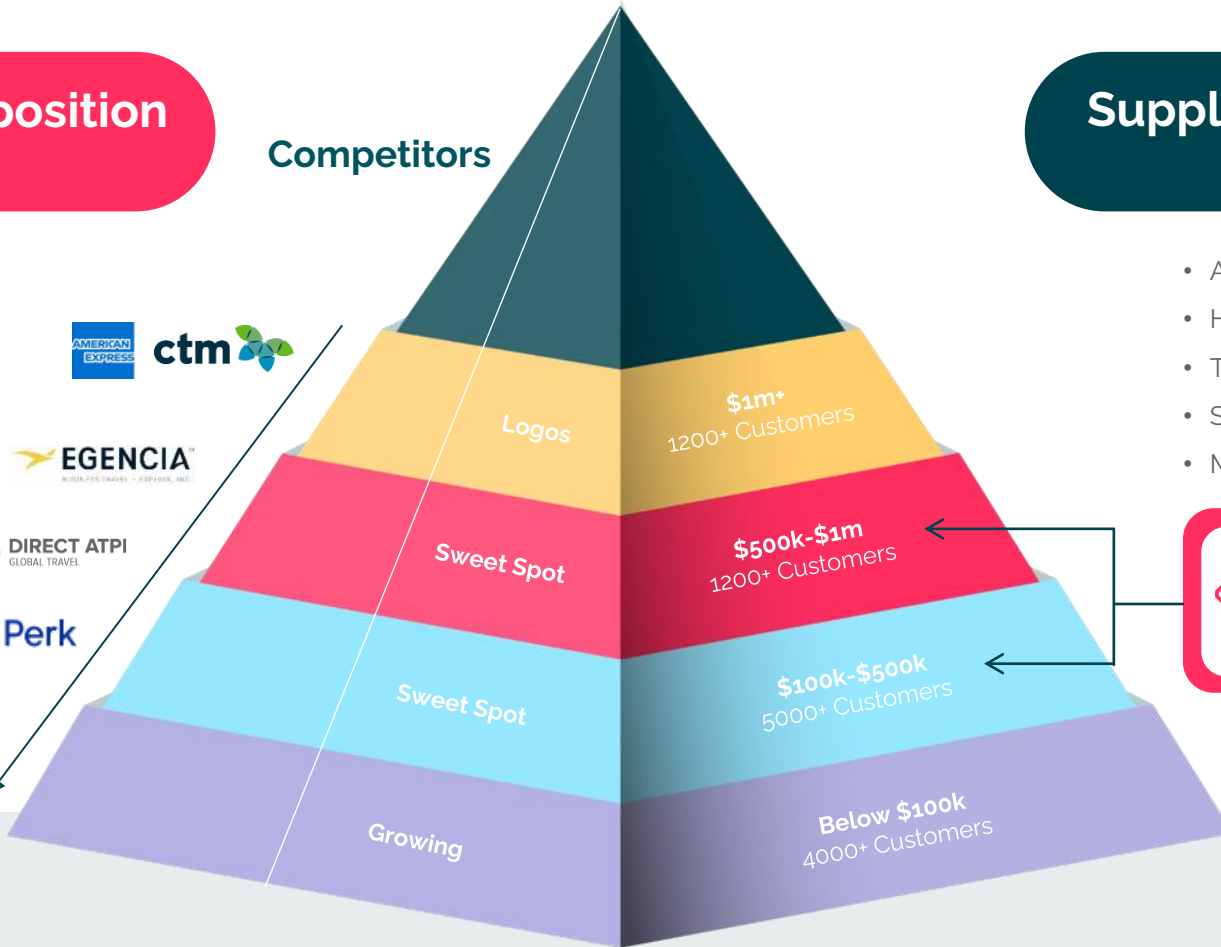 position
Competitors
Suppl
AMERICAN
EXPRESS
ctm
EGENCIA
DIRECT ATPI
GLOBAL TRAVEL
Perk
• A
• H
• T
• S
• M
Logos
$1m+
1200+ Customers
Sweet Spot
$500k-$1m
1200+ Customers
Sweet Spot
$100k-$500k
5000+ Customers
Growing
Below $100k
4000+ Customers